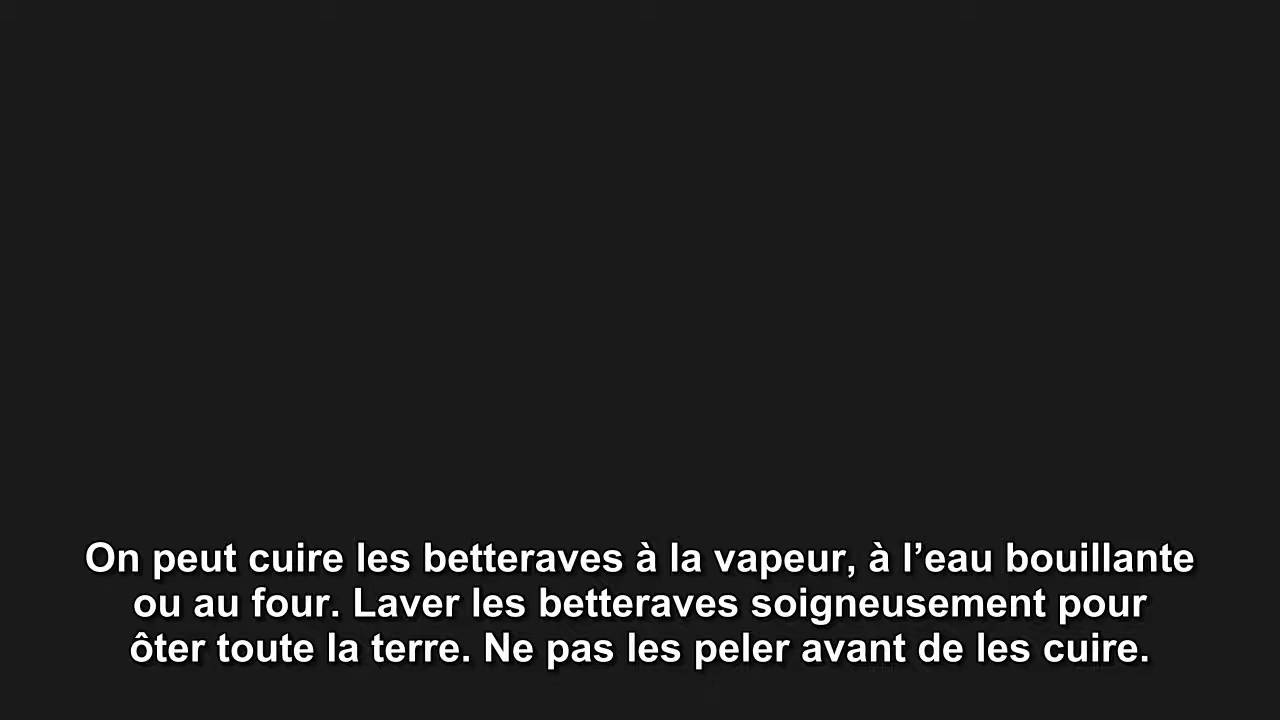 On peut cuire les betteraves à la vapeur, à l’eau bouillante
ou au four. Laver les betteraves soigneusement pour
ôter toute la terre. Ne pas les peler avant de les cuire.